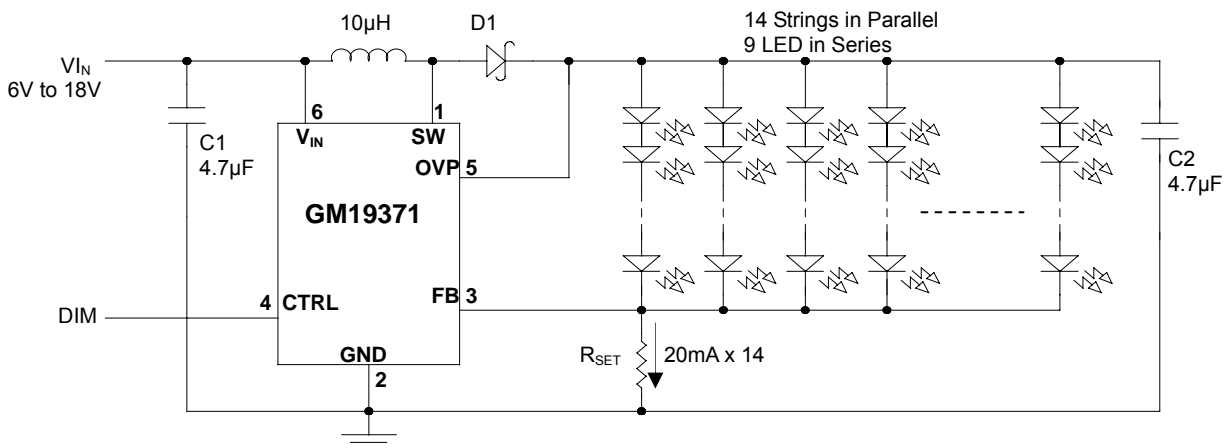 14 Strings in Parallel
9 LED in Series
10µH
D1
VIN
6V to 18V
C1
4.7µF
6
1
VIN
SW
OVP 5
GM19371
4 CTRL
FB 3
GND
2
DIM
RSET
20mA x 14
C2
4.7µF